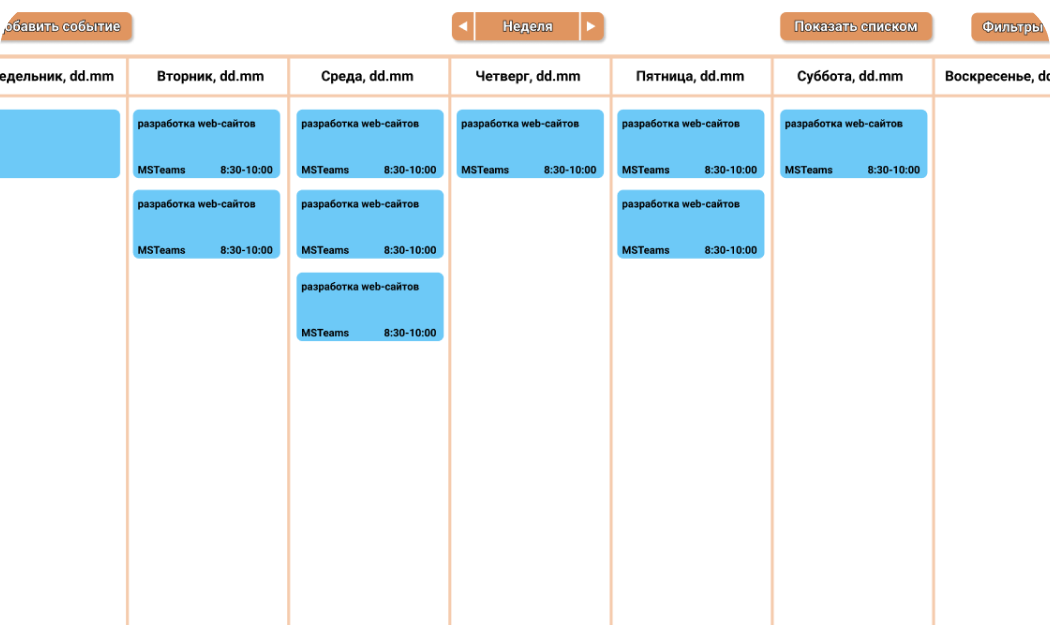 обавить событие
Неделя
Показать списком
Фильтры
едельник, dd.mm
Вторник, dd.mm
Среда, dd.mm
Четверг, dd.mm
Пятница, dd.mm
Суббота, dd.mm
Воскресенье, dd
разработка web-сайтов
MSTeams 8:30-10:00
разработка web-сайтов
MSTeams 8:30-10:00
разработка web-сайтов
MSTeams 8:30-10:00
разработка web-сайтов
MSTeams 8:30-10:00
разработка web-сайтов
MSTeams 8:30-10:00
разработка web-сайтов
MSTeams 8:30-10:00
разработка web-сайтов
MSTeams 8:30-10:00
разработка web-сайтов
MSTeams 8:30-10:00
разработка web-сайтов
MSTeams 8:30-10:00